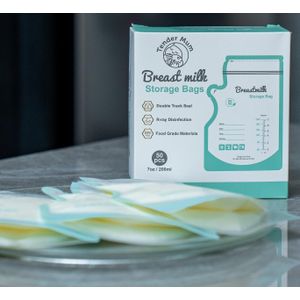 Tender Mum
Breast milk
Storage Bags
Double Track Seal
X-ray Disinfection
Food Grade Materials
50
pcs
7oz / 200ml
Breastmilk
Storage Bag